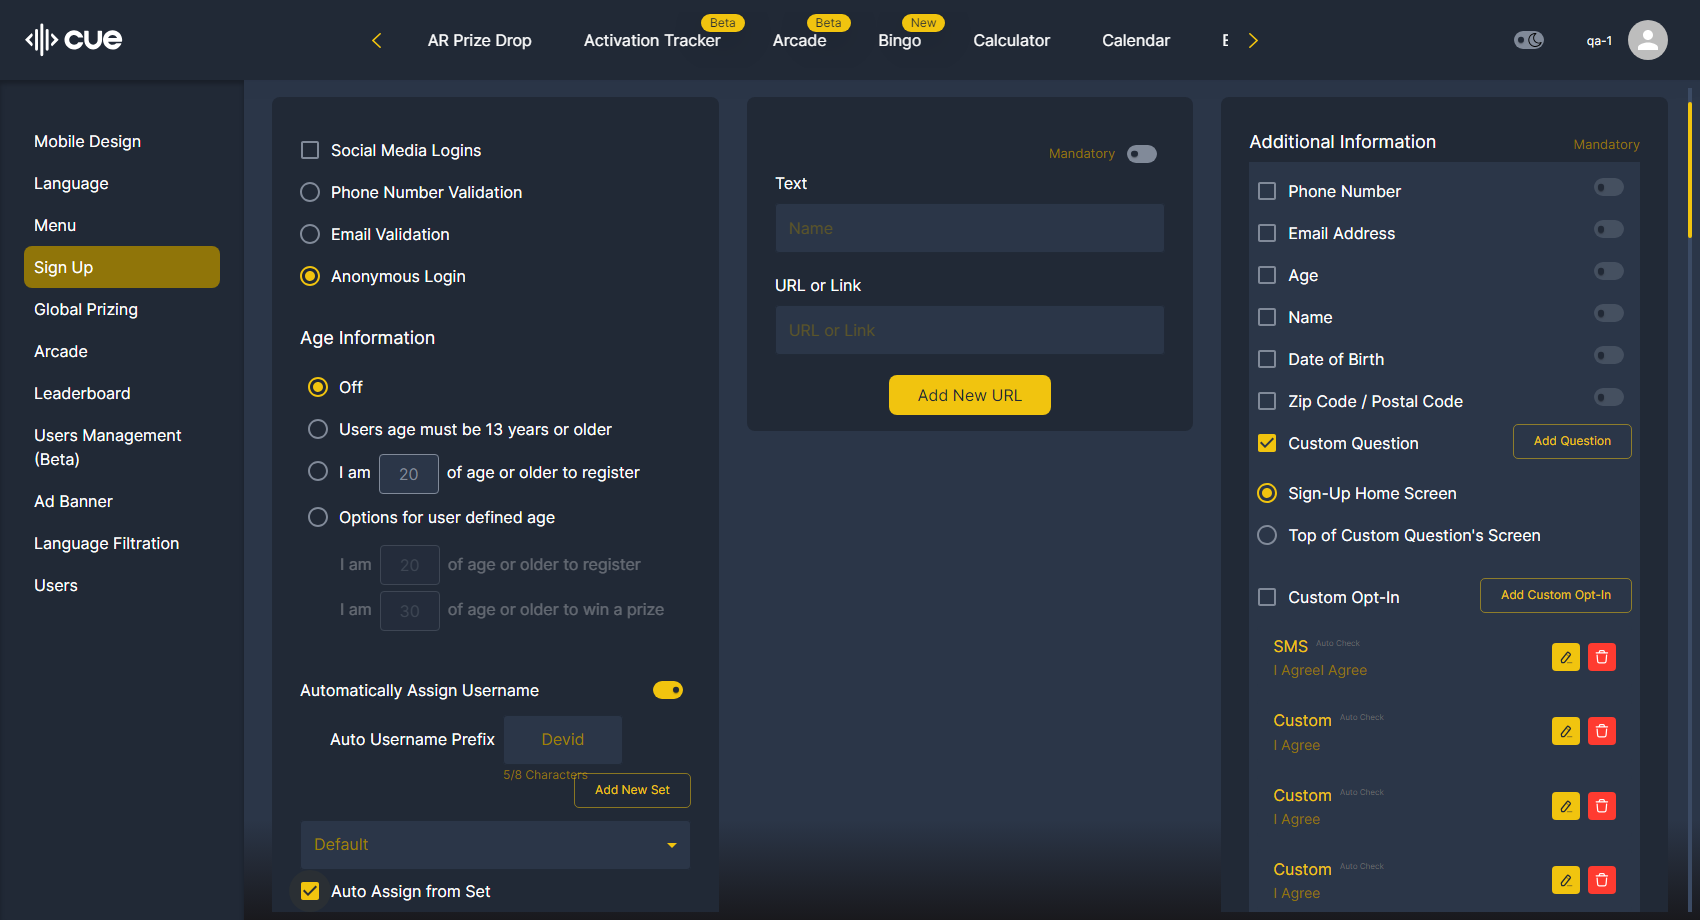 cue
AR Prize Drop
Activation Tracker
Beta
Arcade
Beta
Bingo
New
Calculator
Calendar
qa-1
Mobile Design
Language
Menu
Sign Up
Global Prizing
Arcade
Leaderboard
Users Management
(Beta)
Ad Banner
Language Filtration
Users
Social Media Logins
Phone Number Validation
Email Validation
Anonymous Login
Age Information
Off
Users age must be 13 years or older
I am 20 of age or older to register
Options for user defined age
I am 20 of age or older to register
I am 30 of age or older to win a prize
Automatically Assign Username
Auto Username Prefix Devid
5/8 Characters
Add New Set
Default
Auto Assign from Set
Mandatory
Text
Name
URL or Link
URL or Link
Add New URL
Additional Information
Mandatory
Phone Number
Email Address
Age
Name
Date of Birth
Zip Code / Postal Code
Custom Question
Add Question
Sign-Up Home Screen
Top of Custom Question's Screen
Custom Opt-In
Add Custom Opt-In
SMS Auto Check
I AgreeI Agree
Custom Auto Check
I Agree
Custom Auto Check
I Agree
Custom Auto Check
I Agree